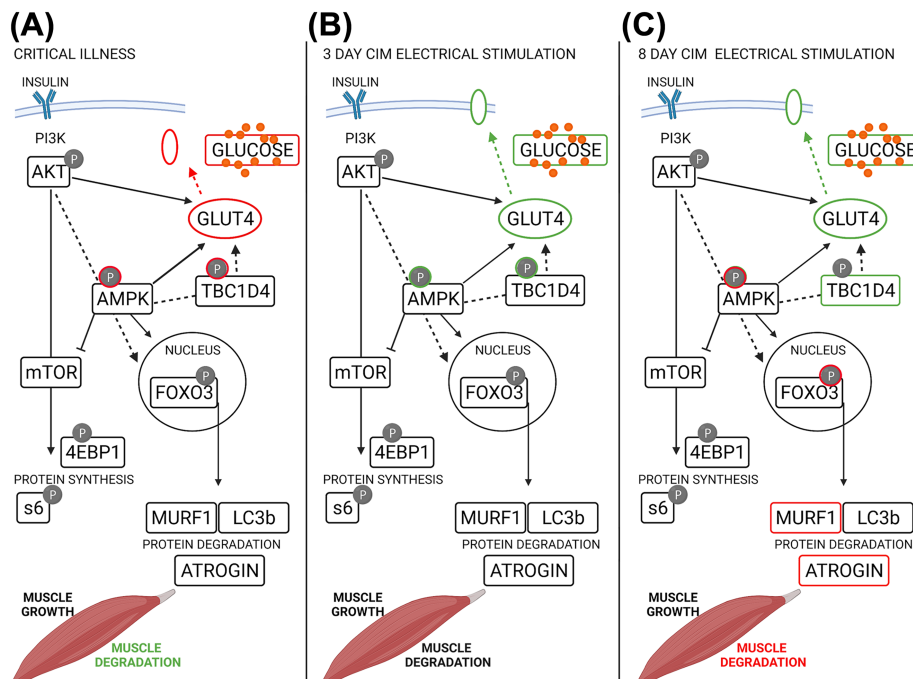 (A)
CRITICAL ILLNESS
INSULIN
PI3K
P
AKT
GLUCOSE
GLUT4
P
AMPK
P
TBC1D4
mTOR
NUCLEUS
P
FOXO3
P
4EBP1
PROTEIN SYNTHESIS
P
s6
MURF1
LC3b
PROTEIN DEGRADATION
ATROGIN
MUSCLE
GROWTH
MUSCLE
DEGRADATION
(B)
3 DAY CIM ELECTRICAL STIMULATION
INSULIN
PI3K
P
AKT
GLUCOSE
GLUT4
P
AMPK
P
TBC1D4
mTOR
NUCLEUS
P
FOXO3
P
4EBP1
PROTEIN SYNTHESIS
P
s6
MURF1
LC3b
PROTEIN DEGRADATION
ATROGIN
MUSCLE
GROWTH
MUSCLE
DEGRADATION
(C)
8 DAY CIM ELECTRICAL STIMULATION
INSULIN
PI3K
P
AKT
GLUCOSE
GLUT4
P
AMPK
P
TBC1D4
mTOR
NUCLEUS
P
FOXO3
P
4EBP1
PROTEIN SYNTHESIS
P
s6
MURF1
LC3b
PROTEIN DEGRADATION
ATROGIN
MUSCLE
GROWTH
MUSCLE
DEGRADATION